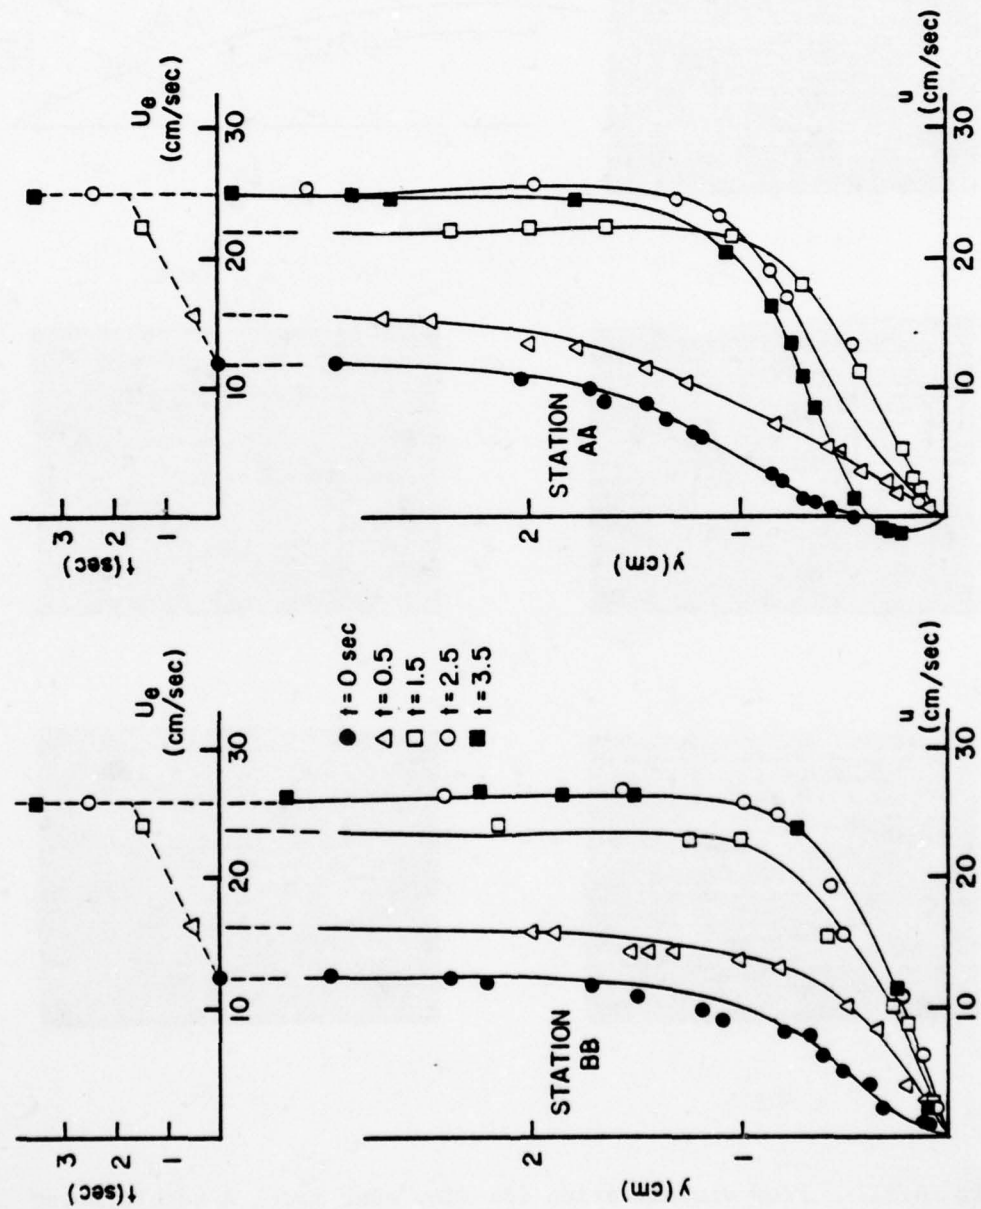 t(sec)
3
2
1
10
20
30
Ue
(cm/sec)
t = 0 sec
t = 0.5
t = 1.5
t = 2.5
t = 3.5
y(cm)
2
1
STATION
BB
10
20
30
u
(cm/sec)
t(sec)
3
2
1
10
20
30
Ue
(cm/sec)
y(cm)
2
1
STATION
AA
10
20
30
u
(cm/sec)